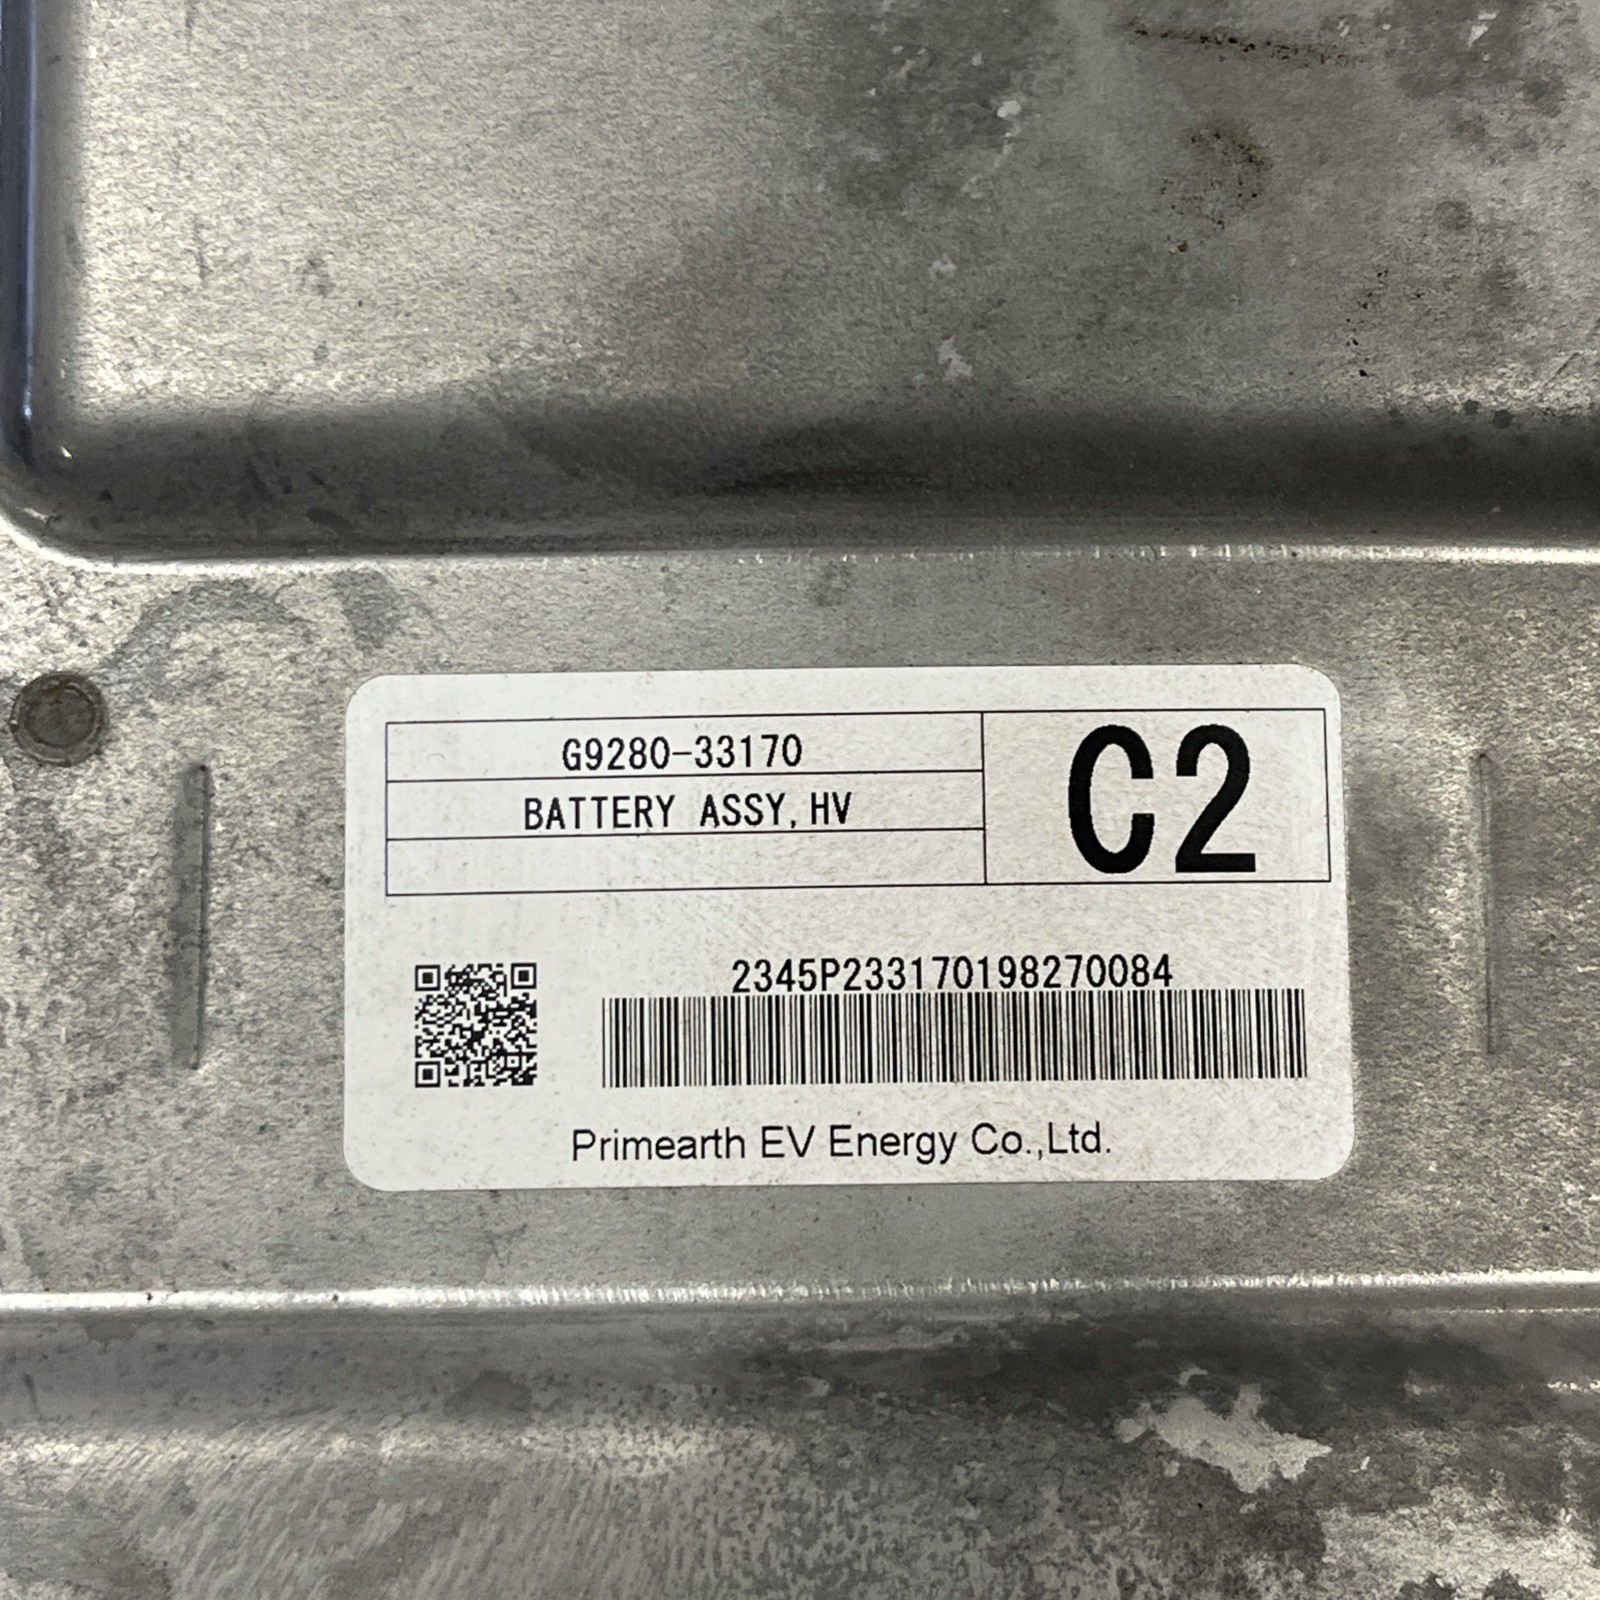 G9280-33170
BATTERY ASSY, HV
C2
2345P233170198270084
Primearth EV Energy Co.,Ltd.